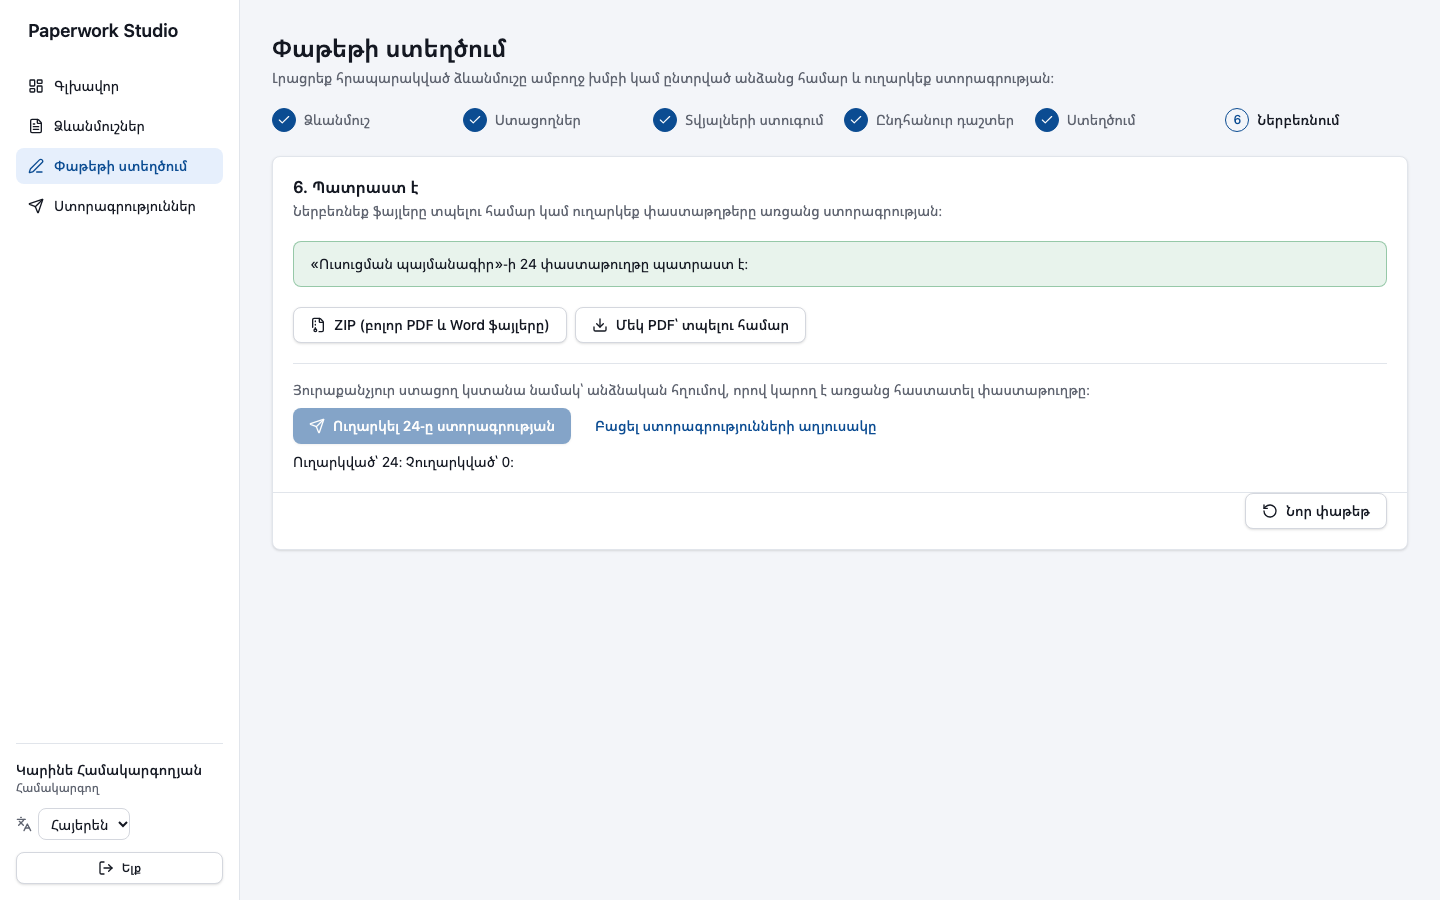 Paperwork Studio
Գլխավոր
Ձևանմուշներ
Փաթեթի ստեղծում
Ստորագրություններ
Կարինե Համակարգողյան
Համակարգող
Հայերեն
Ելք
Փաթեթի ստեղծում
Լրացրեք հրապարակված ձևանմուշը ամբողջ խմբի կամ ընտրված անձանց համար և ուղարկեք ստորագրության։
Ձևանմուշ
Ստացողներ
Տվյալների ստուգում
Ընդհանուր դաշտեր
Ստեղծում
6 Ներբեռնում
6. Պատրաստ է
Ներբեռնեք ֆայլերը տպելու համար կամ ուղարկեք փաստաթղթերը առցանց ստորագրության։
«Ուսուցման պայմանագիր»-ի 24 փաստաթուղթը պատրաստ է։
ZIP (բոլոր PDF և Word ֆայլերը)
Մեկ PDF՝ տպելու համար
Յուրաքանչյուր ստացող կստանա նամակ՝ անձնական հղումով, որով կարող է առցանց հաստատել փաստաթուղթը։
Ուղարկել 24-ը ստորագրության
Բացել ստորագրությունների աղյուսակը
Ուղարկված՝ 24։ Չուղարկված՝ 0։
Նոր փաթեթ